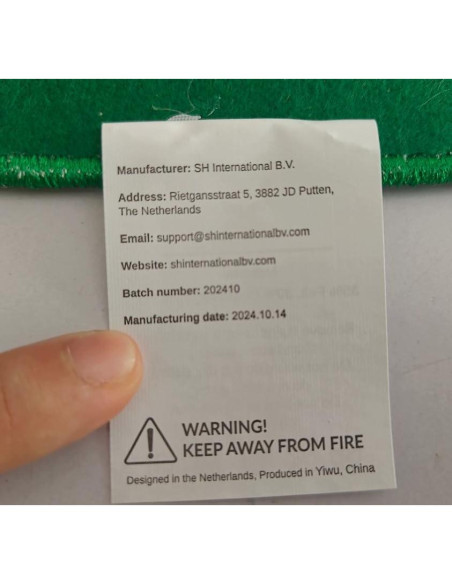 Manufacturer: SH International B.V.
Address: Rietgansstraat 5, 3882 JD Putten,
The Netherlands
Email: support@shinternationalbv.com
Website: shinternationalbv.com
Batch number: 202410
Manufacturing date: 2024.10.14
WARNING!
KEEP AWAY FROM FIRE
Designed in the Netherlands, Produced in Yiwu, China